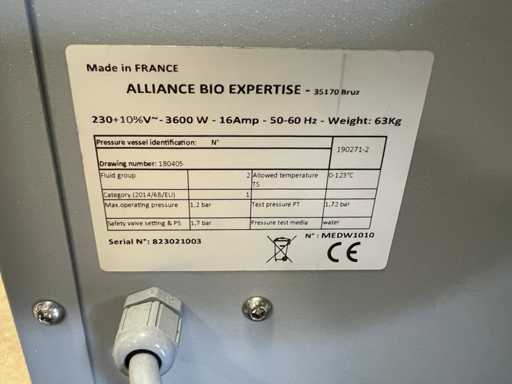 Made in FRANCE
ALLIANCE BIO EXPERTISE - 35170 Bruz
230+10%V~- 3600 W - 16Amp - 50-60 Hz - Weight: 63Kg
Pressure vessel identification: N° 190271-2
Drawing number: 180405
Fluid group 2 Allowed temperature TS 0-123°C
Category (2014/68/EU) 1
Max.operating pressure 1,2 bar Test pressure PT 1,72 bar
Safety valve setting & PS 1,7 bar Pressure test media water
Serial N°: 823021003
N° : MEDW1010
CE